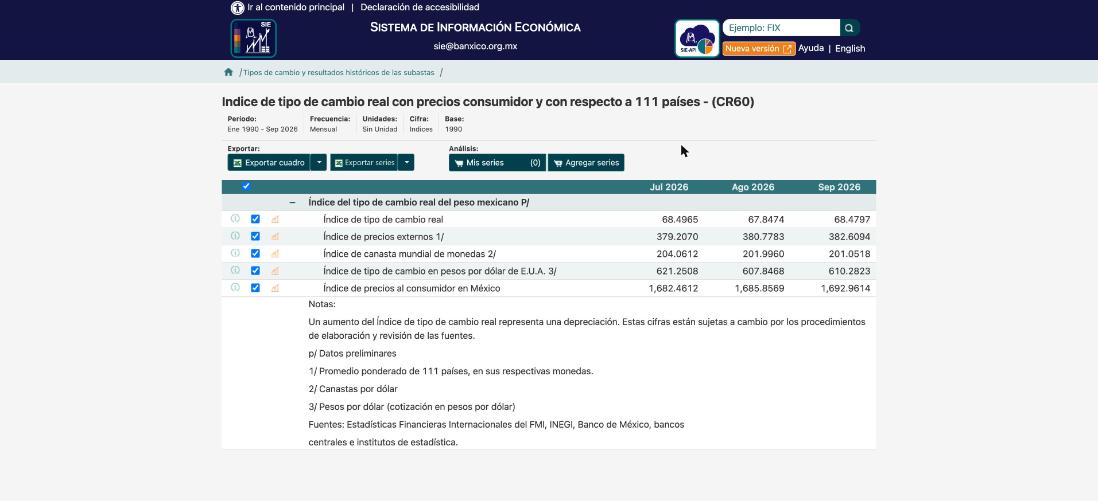 Ir al contenido principal | Declaración de accesibilidad
SIE
SISTEMA DE INFORMACIÓN ECONÓMICA
sie@banxico.org.mx
SIE-API
Ejemplo: FIX
Nueva versión Ayuda | English
/Tipos de cambio y resultados históricos de las subastas /
Indice de tipo de cambio real con precios consumidor y con respecto a 111 países - (CR60)
Periodo: Frecuencia: Unidades: Cifra: Base:
Ene 1990 - Sep 2026 Mensual Sin Unidad Indices 1990
Exportar: Análisis:
Exportar cuadro Exportar series Mis series (0) Agregar series
Jul 2026 Ago 2026 Sep 2026
− Índice del tipo de cambio real del peso mexicano P/
Índice de tipo de cambio real 68.4965 67.8474 68.4797
Índice de precios externos 1/ 379.2070 380.7783 382.6094
Índice de canasta mundial de monedas 2/ 204.0612 201.9960 201.0518
Índice de tipo de cambio en pesos por dólar de E.U.A. 3/ 621.2508 607.8468 610.2823
Índice de precios al consumidor en México 1,682.4612 1,685.8569 1,692.9614
Notas:
Un aumento del Índice de tipo de cambio real representa una depreciación. Estas cifras están sujetas a cambio por los procedimientos
de elaboración y revisión de las fuentes.
p/ Datos preliminares
1/ Promedio ponderado de 111 países, en sus respectivas monedas.
2/ Canastas por dólar
3/ Pesos por dólar (cotización en pesos por dólar)
Fuentes: Estadísticas Financieras Internacionales del FMI, INEGI, Banco de México, bancos
centrales e institutos de estadística.